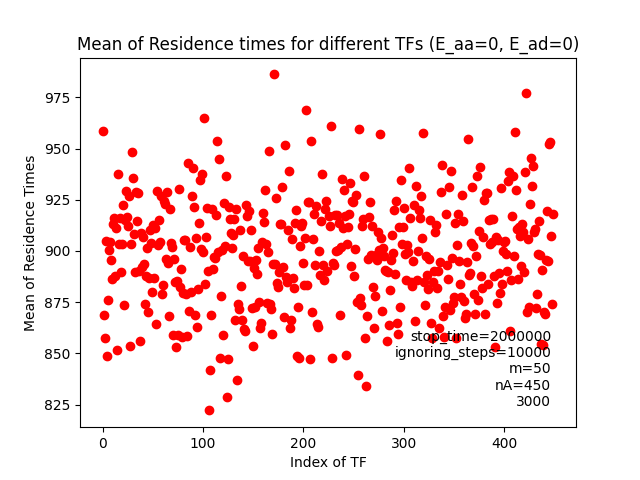 Mean of Residence times for different TFs (E_aa=0, E_ad=0)
Mean of Residence Times
975
950
925
900
875
850
825
stop_time=2000000
ignoring_steps=10000
m=50
nA=450
3000
0 100 200 300 400
Index of TF